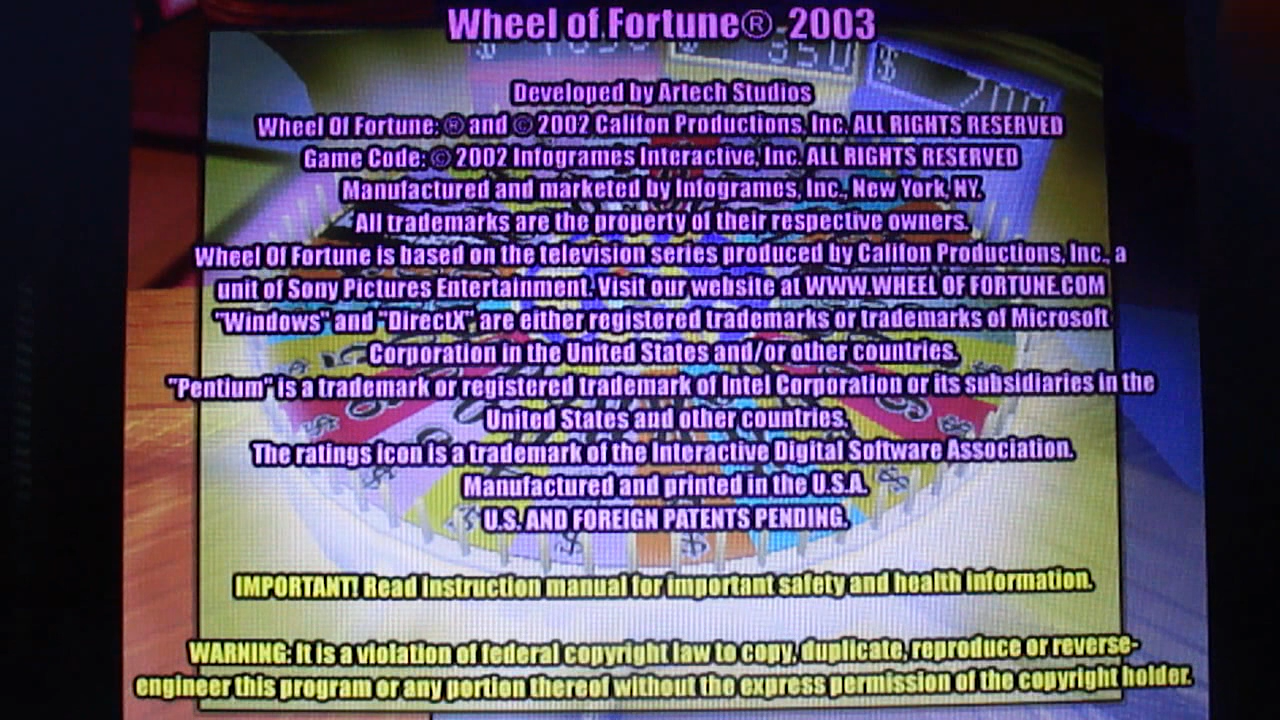 Wheel of Fortune® 2003
$ 350 $
Developed by Artech Studios
Wheel Of Fortune: ® and © 2002 Califon Productions, Inc. ALL RIGHTS RESERVED
Game Code: © 2002 Infogrames Interactive, Inc. ALL RIGHTS RESERVED
Manufactured and marketed by Infogrames, Inc., New York, NY.
All trademarks are the property of their respective owners.
Wheel Of Fortune is based on the television series produced by Califon Productions, Inc., a
unit of Sony Pictures Entertainment. Visit our website at WWW.WHEEL OF FORTUNE.COM
"Windows" and "DirectX" are either registered trademarks or trademarks of Microsoft
Corporation in the United States and/or other countries.
"Pentium" is a trademark or registered trademark of Intel Corporation or its subsidiaries in the
United States and other countries.
The ratings icon is a trademark of the Interactive Digital Software Association.
Manufactured and printed in the U.S.A.
U.S. AND FOREIGN PATENTS PENDING.
IMPORTANT! Read instruction manual for important safety and health information.
WARNING: It is a violation of federal copyright law to copy, duplicate, reproduce or reverse-
engineer this program or any portion thereof without the express permission of the copyright holder.